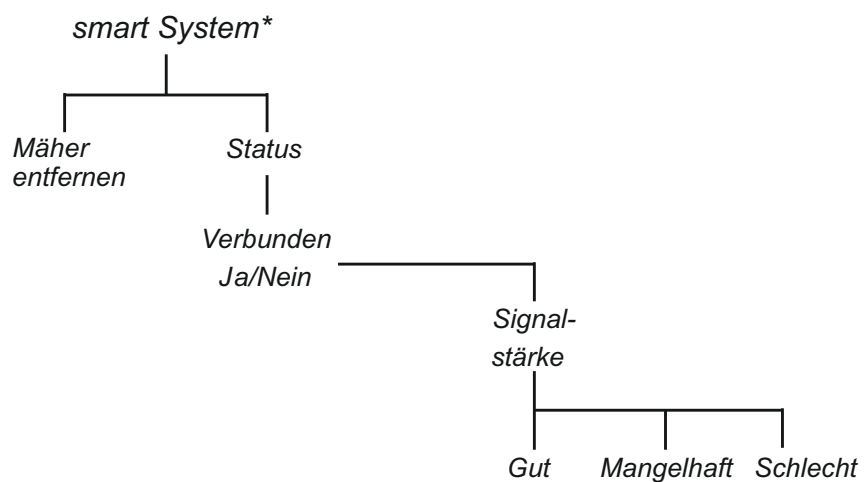 smart System*
Mäher
entfernen
Status
Verbunden
Ja/Nein
Signal-
stärke
Gut
Mangelhaft
Schlecht